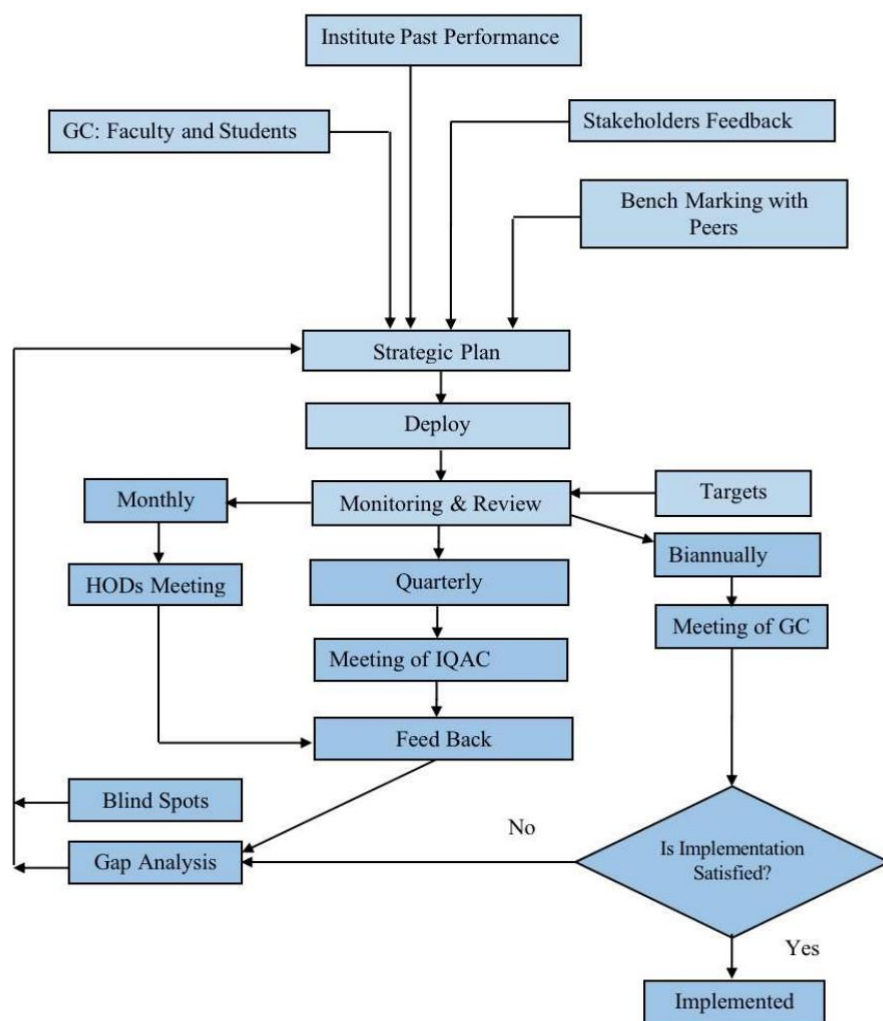 Institute Past Performance
GC: Faculty and Students
Stakeholders Feedback
Bench Marking with
Peers
Strategic Plan
Deploy
Monthly
Monitoring & Review
Targets
Biannually
HODs Meeting
Quarterly
Meeting of GC
Meeting of IQAC
Feed Back
Blind Spots
No
Gap Analysis
Is Implementation
Satisfied?
Yes
Implemented